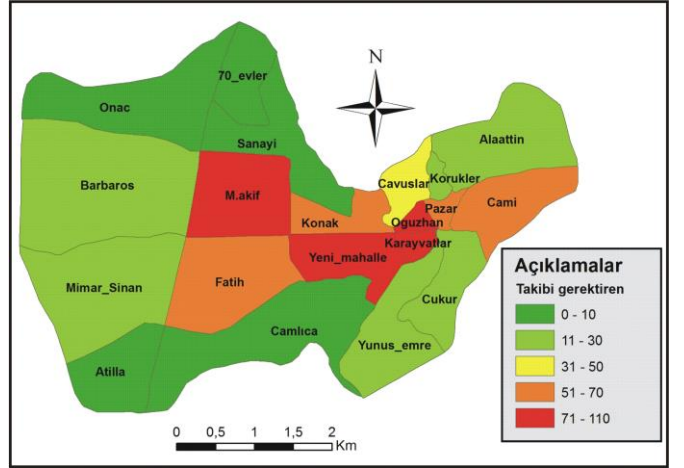 70_evler
N
Onac
Sanayi
Alaattin
Barbaros
Cavuslar
Korukler
M.akif
Cami
Pazar
Konak
Oguzhan
Karayvatlar
Yeni_mahalle
Mimar_Sinan
Fatih
Cukur
Camlıca
Yunus_emre
Atilla
Açıklamalar
Takibi gerektiren
0 - 10
11 - 30
31 - 50
51 - 70
71 - 110
0 0,5 1 1,5 2
Km